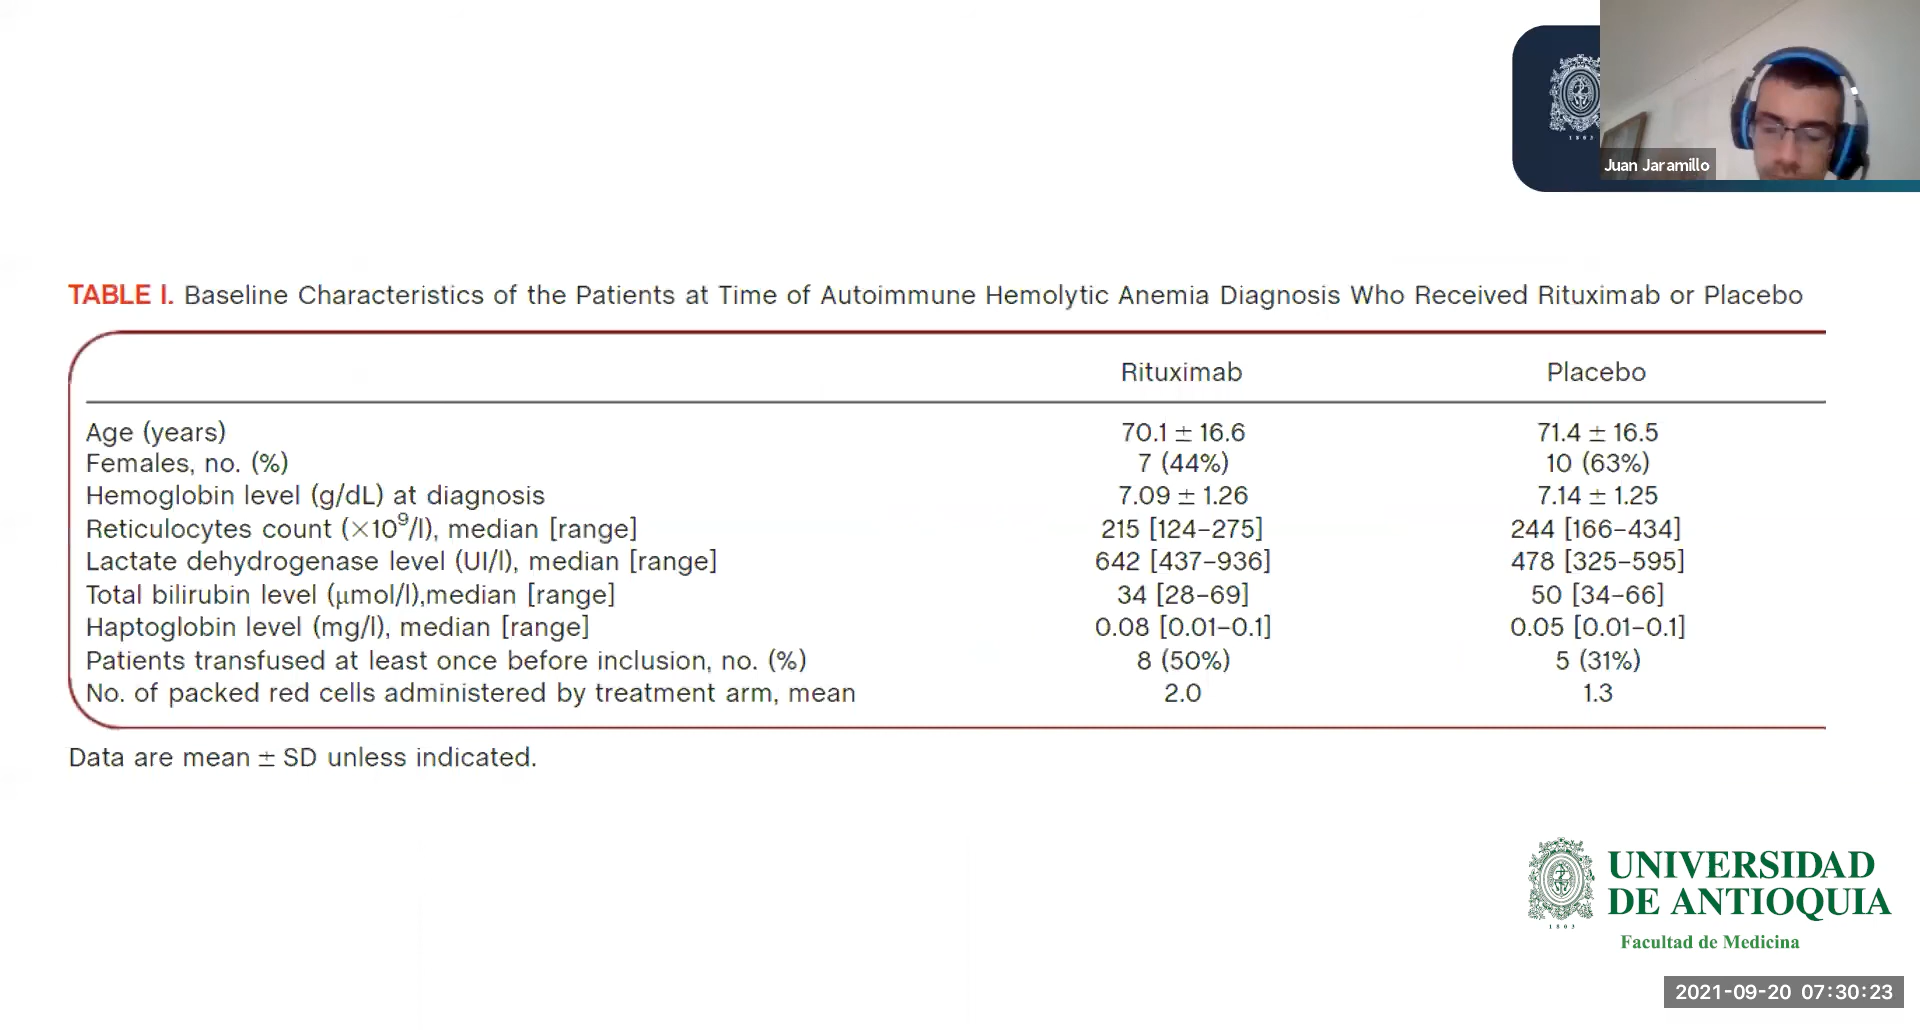 1803
Juan Jaramillo
TABLE I. Baseline Characteristics of the Patients at Time of Autoimmune Hemolytic Anemia Diagnosis Who Received Rituximab or Placebo
Rituximab Placebo
Age (years) 70.1 ± 16.6 71.4 ± 16.5
Females, no. (%) 7 (44%) 10 (63%)
Hemoglobin level (g/dL) at diagnosis 7.09 ± 1.26 7.14 ± 1.25
Reticulocytes count (×10⁹/l), median [range] 215 [124–275] 244 [166–434]
Lactate dehydrogenase level (UI/l), median [range] 642 [437–936] 478 [325–595]
Total bilirubin level (μmol/l),median [range] 34 [28–69] 50 [34–66]
Haptoglobin level (mg/l), median [range] 0.08 [0.01–0.1] 0.05 [0.01–0.1]
Patients transfused at least once before inclusion, no. (%) 8 (50%) 5 (31%)
No. of packed red cells administered by treatment arm, mean 2.0 1.3
Data are mean ± SD unless indicated.
UNIVERSIDAD
DE ANTIOQUIA
1803
Facultad de Medicina
2021-09-20 07:30:23